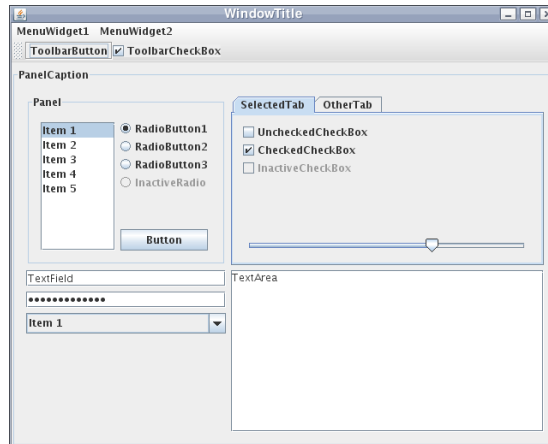 WindowTitle
MenuWidget1 MenuWidget2
ToolbarButton ToolbarCheckBox
PanelCaption
Panel
Item 1
Item 2
Item 3
Item 4
Item 5
RadioButton1
RadioButton2
RadioButton3
InactiveRadio
Button
SelectedTab OtherTab
UncheckedCheckBox
CheckedCheckBox
InactiveCheckBox
TextField
•••••••••••••
Item 1
TextArea